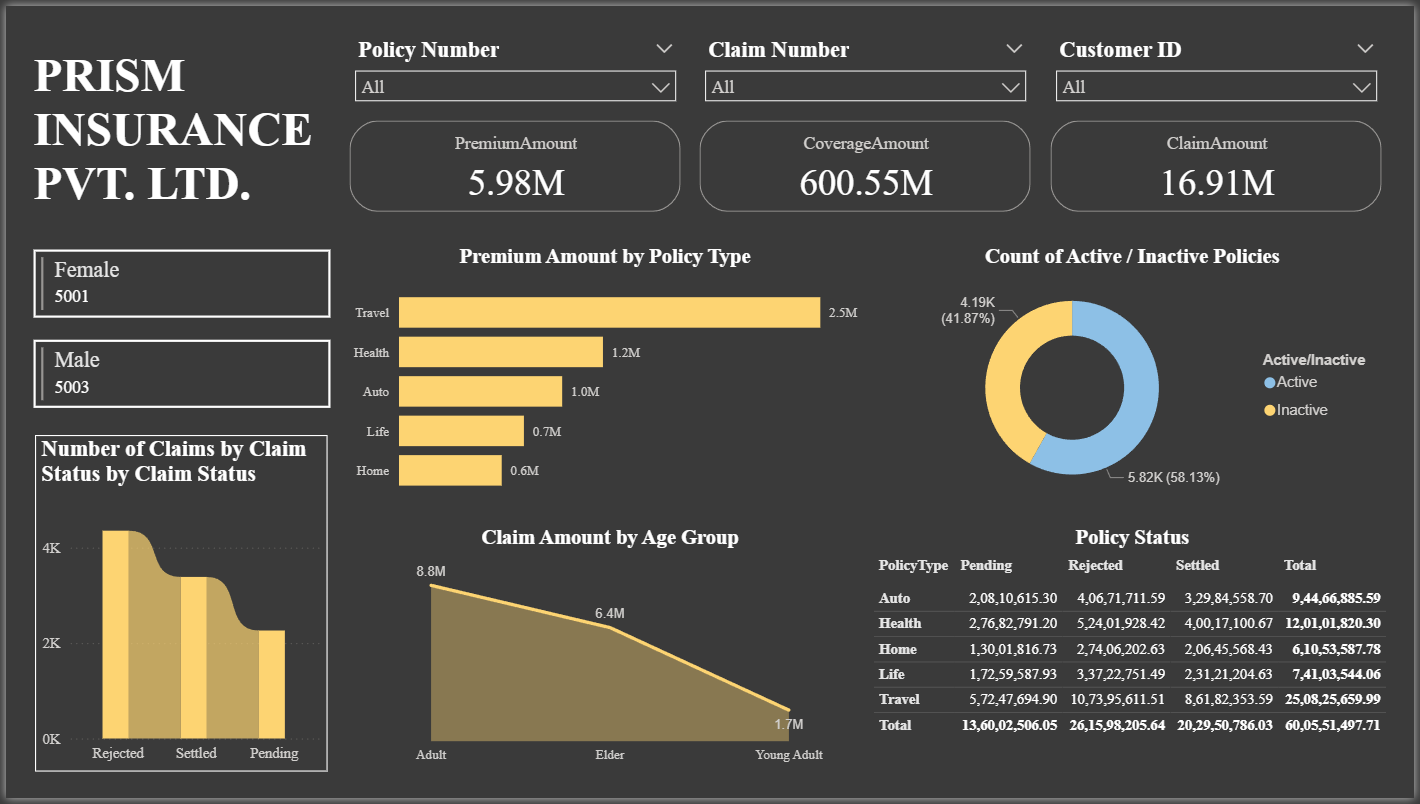 PRISM
INSURANCE
PVT. LTD.
Policy Number
All
Claim Number
All
Customer ID
All
PremiumAmount
5.98M
CoverageAmount
600.55M
ClaimAmount
16.91M
Female
5001
Male
5003
Number of Claims by Claim
Status by Claim Status
4K
2K
0K
Rejected Settled Pending
Premium Amount by Policy Type
Travel 2.5M
Health 1.2M
Auto 1.0M
Life 0.7M
Home 0.6M
Count of Active / Inactive Policies
4.19K
(41.87%)
5.82K (58.13%)
Active/Inactive
Active
Inactive
Claim Amount by Age Group
8.8M
6.4M
1.7M
Adult Elder Young Adult
Policy Status
PolicyType Pending Rejected Settled Total
Auto 2,08,10,615.30 4,06,71,711.59 3,29,84,558.70 9,44,66,885.59
Health 2,76,82,791.20 5,24,01,928.42 4,00,17,100.67 12,01,01,820.30
Home 1,30,01,816.73 2,74,06,202.63 2,06,45,568.43 6,10,53,587.78
Life 1,72,59,587.93 3,37,22,751.49 2,31,21,204.63 7,41,03,544.06
Travel 5,72,47,694.90 10,73,95,611.51 8,61,82,353.59 25,08,25,659.99
Total 13,60,02,506.05 26,15,98,205.64 20,29,50,786.03 60,05,51,497.71